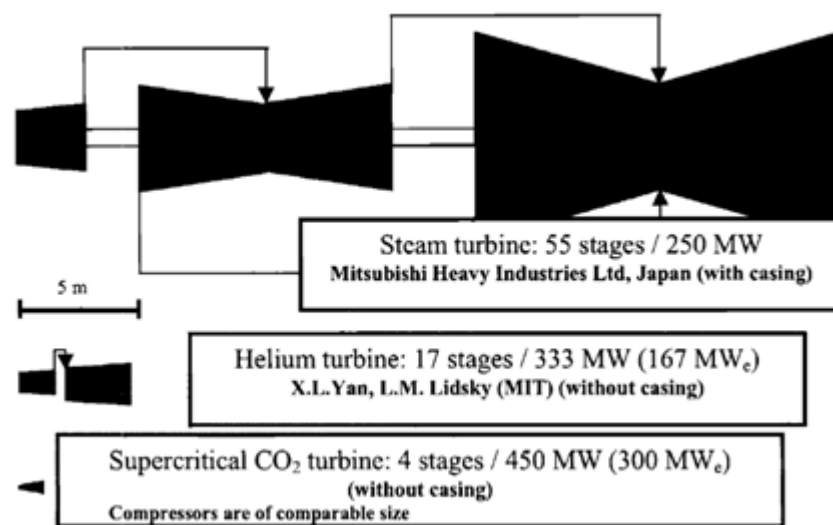 Steam turbine: 55 stages / 250 MW
Mitsubishi Heavy Industries Ltd, Japan (with casing)
5 m
Helium turbine: 17 stages / 333 MW (167 MWe)
X.L.Yan, L.M. Lidsky (MIT) (without casing)
Supercritical CO2 turbine: 4 stages / 450 MW (300 MWe)
(without casing)
Compressors are of comparable size